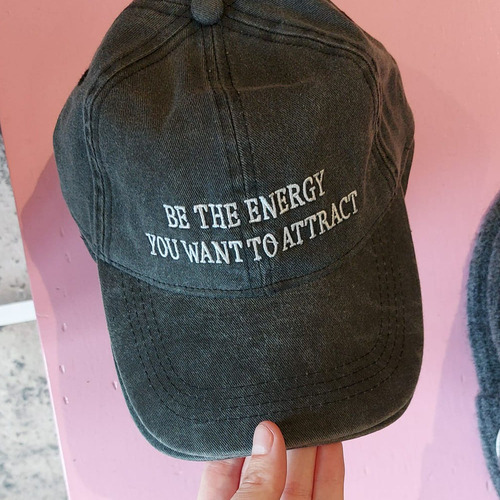 BE THE ENERGY
YOU WANT TO ATTRACT